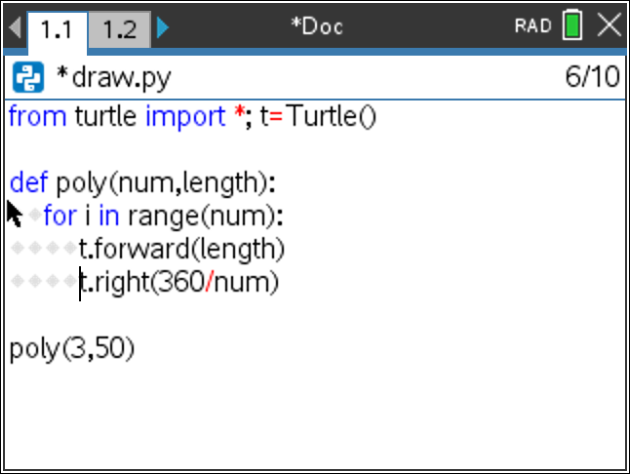 1.1 1.2 *Doc RAD
*draw.py 6/10
from turtle import *; t=Turtle()
def poly(num,length):
for i in range(num):
t.forward(length)
t.right(360/num)
poly(3,50)